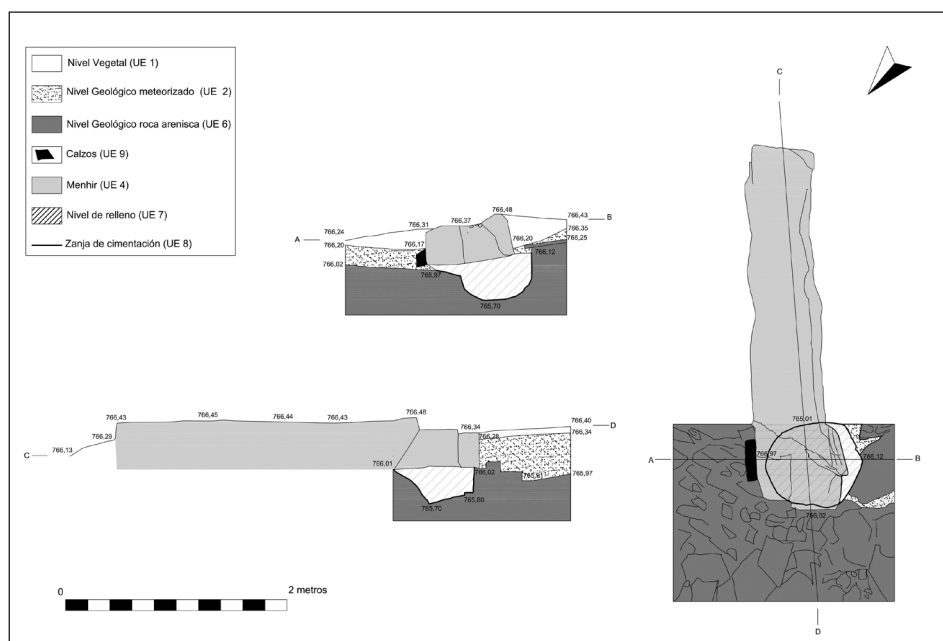 Nivel Vegetal (UE 1)
Nivel Geológico meteorizado (UE 2)
Nivel Geológico roca arenisca (UE 6)
Calzos (UE 9)
Menhir (UE 4)
Nivel de relleno (UE 7)
Zanja de cimentación (UE 8)
A
766,24
766,20
766,02
766,31
766,17
765,97
766,37
766,48
766,20
766,12
765,70
766,43
766,35
766,25
B
C
766,13
766,29
766,43
766,45
766,44
766,43
766,48
766,34
766,28
766,01
766,02
765,70
765,80
766,40
766,34
765,97
D
0
2 metros
C
765,01
A
766,97
766,12
B
766,02
D